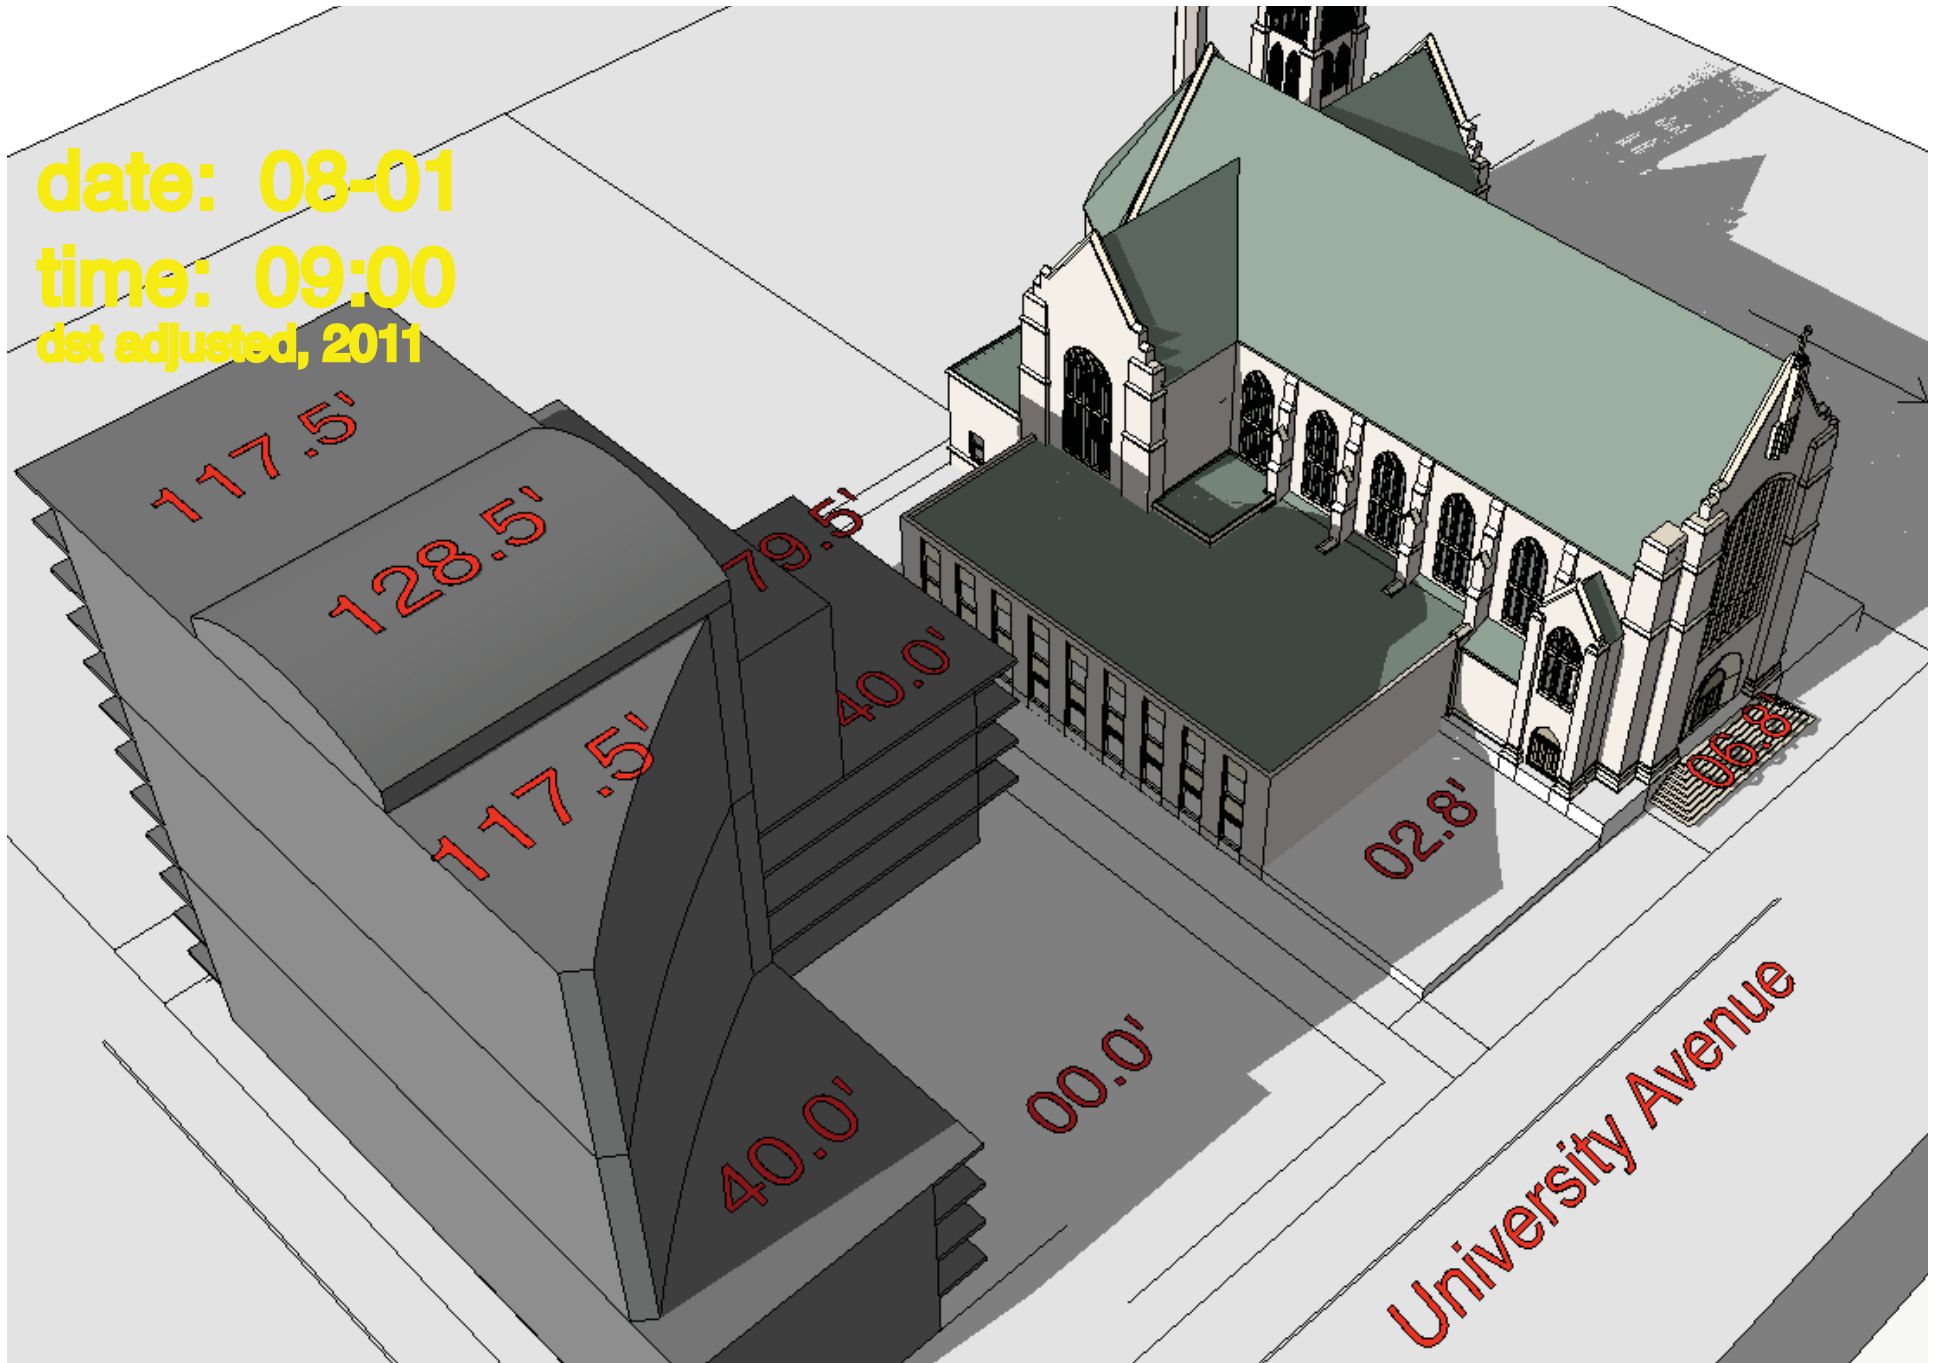 date: 08-01
time: 09:00
dst adjusted, 2011
117.5'
128.5'
79.5'
40.0'
117.5'
06.8'
02.8'
00.0'
40.0'
University Avenue